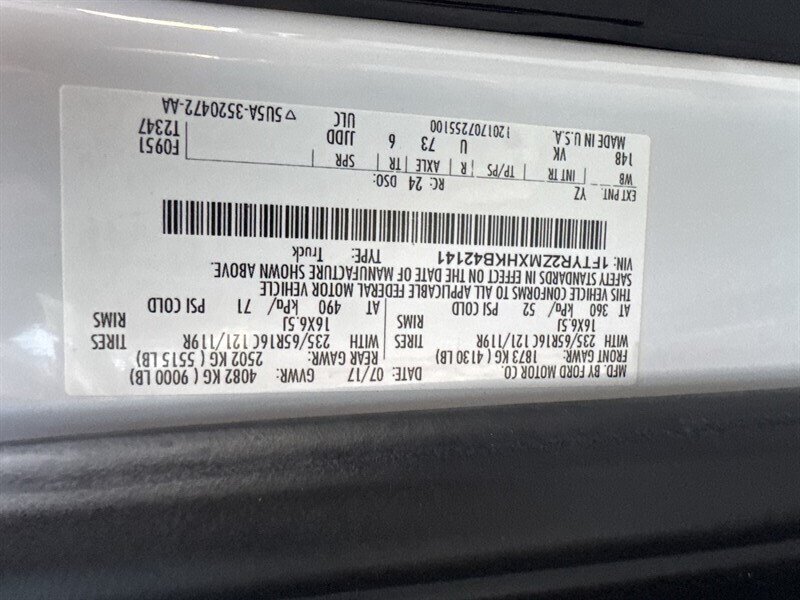 MFD. BY FORD MOTOR CO.
DATE: 07/17 GVWR: 4082 KG ( 9000 LB)
FRONT GAWR: 1873 KG ( 4130 LB) REAR GAWR: 2502 KG ( 5515 LB)
WITH 235/65R16C 121/119R TIRES WITH 235/65R16C 121/119R TIRES
16X6.5J RIMS 16X6.5J RIMS
AT 360 kPa/ 52 PSI COLD AT 490 kPa/ 71 PSI COLD
THIS VEHICLE CONFORMS TO ALL APPLICABLE FEDERAL MOTOR VEHICLE
SAFETY STANDARDS IN EFFECT ON THE DATE OF MANUFACTURE SHOWN ABOVE.
VIN: 1FTYR2ZMXHKB42141 TYPE: Truck
EXT PNT: YZ RC: 24 DSO: F0951
WB INT TR TP/PS R AXLE TR SPR T2347
148 VK U 73 6 JJDD
MADE IN U.S.A. ULC
1201707255100 ▽5U5A-3520472-AA